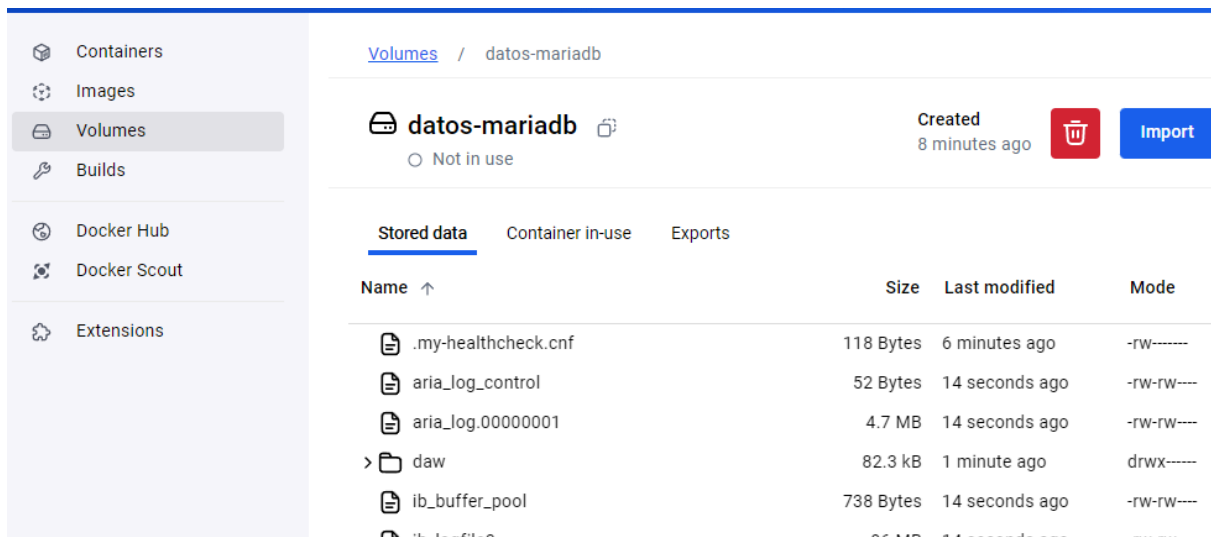 Containers
Images
Volumes
Builds
Docker Hub
Docker Scout
Extensions
Volumes / datos-mariadb
datos-mariadb
Not in use
Created
8 minutes ago
Import
Stored data Container in-use Exports
Name Size Last modified Mode
.my-healthcheck.cnf 118 Bytes 6 minutes ago -rw-------
aria_log_control 52 Bytes 14 seconds ago -rw-rw----
aria_log.00000001 4.7 MB 14 seconds ago -rw-rw----
daw 82.3 kB 1 minute ago drwx------
ib_buffer_pool 738 Bytes 14 seconds ago -rw-rw----